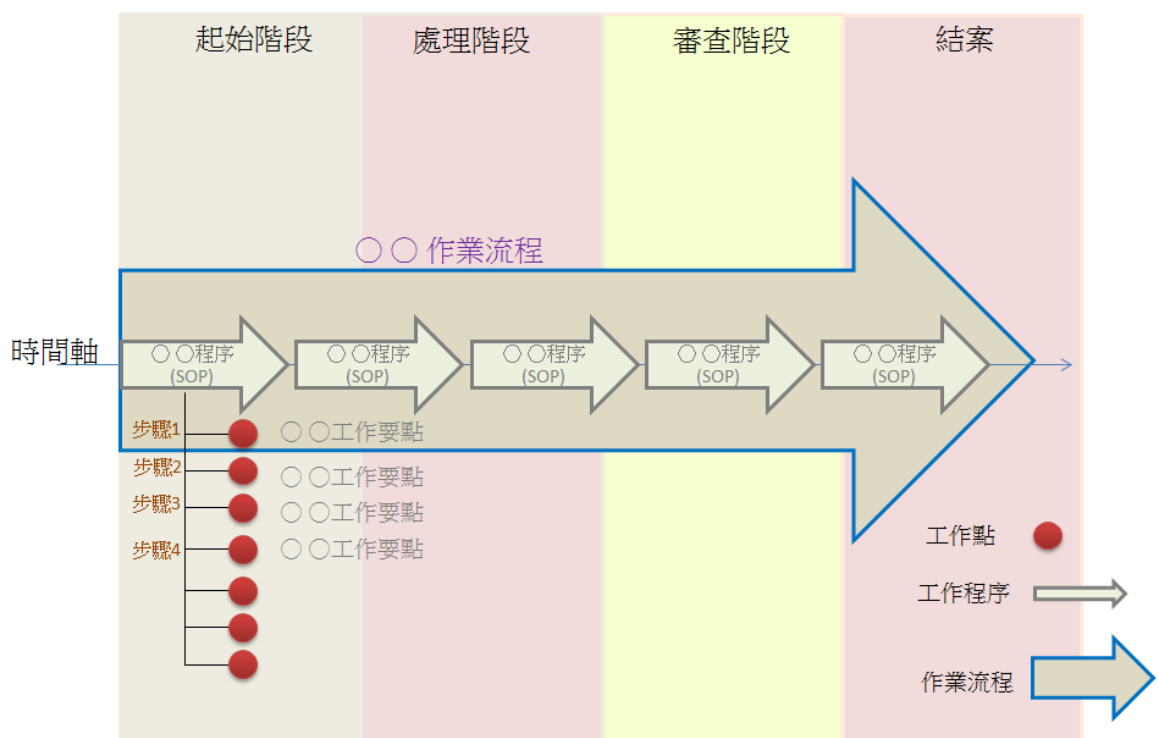 起始階段
處理階段
審查階段
結案
○ ○ 作業流程
時間軸
○ ○程序
(SOP)
○ ○程序
(SOP)
○ ○程序
(SOP)
○ ○程序
(SOP)
○ ○程序
(SOP)
步驟1
○ ○工作要點
步驟2
○ ○工作要點
步驟3
○ ○工作要點
步驟4
○ ○工作要點
工作點
工作程序
作業流程